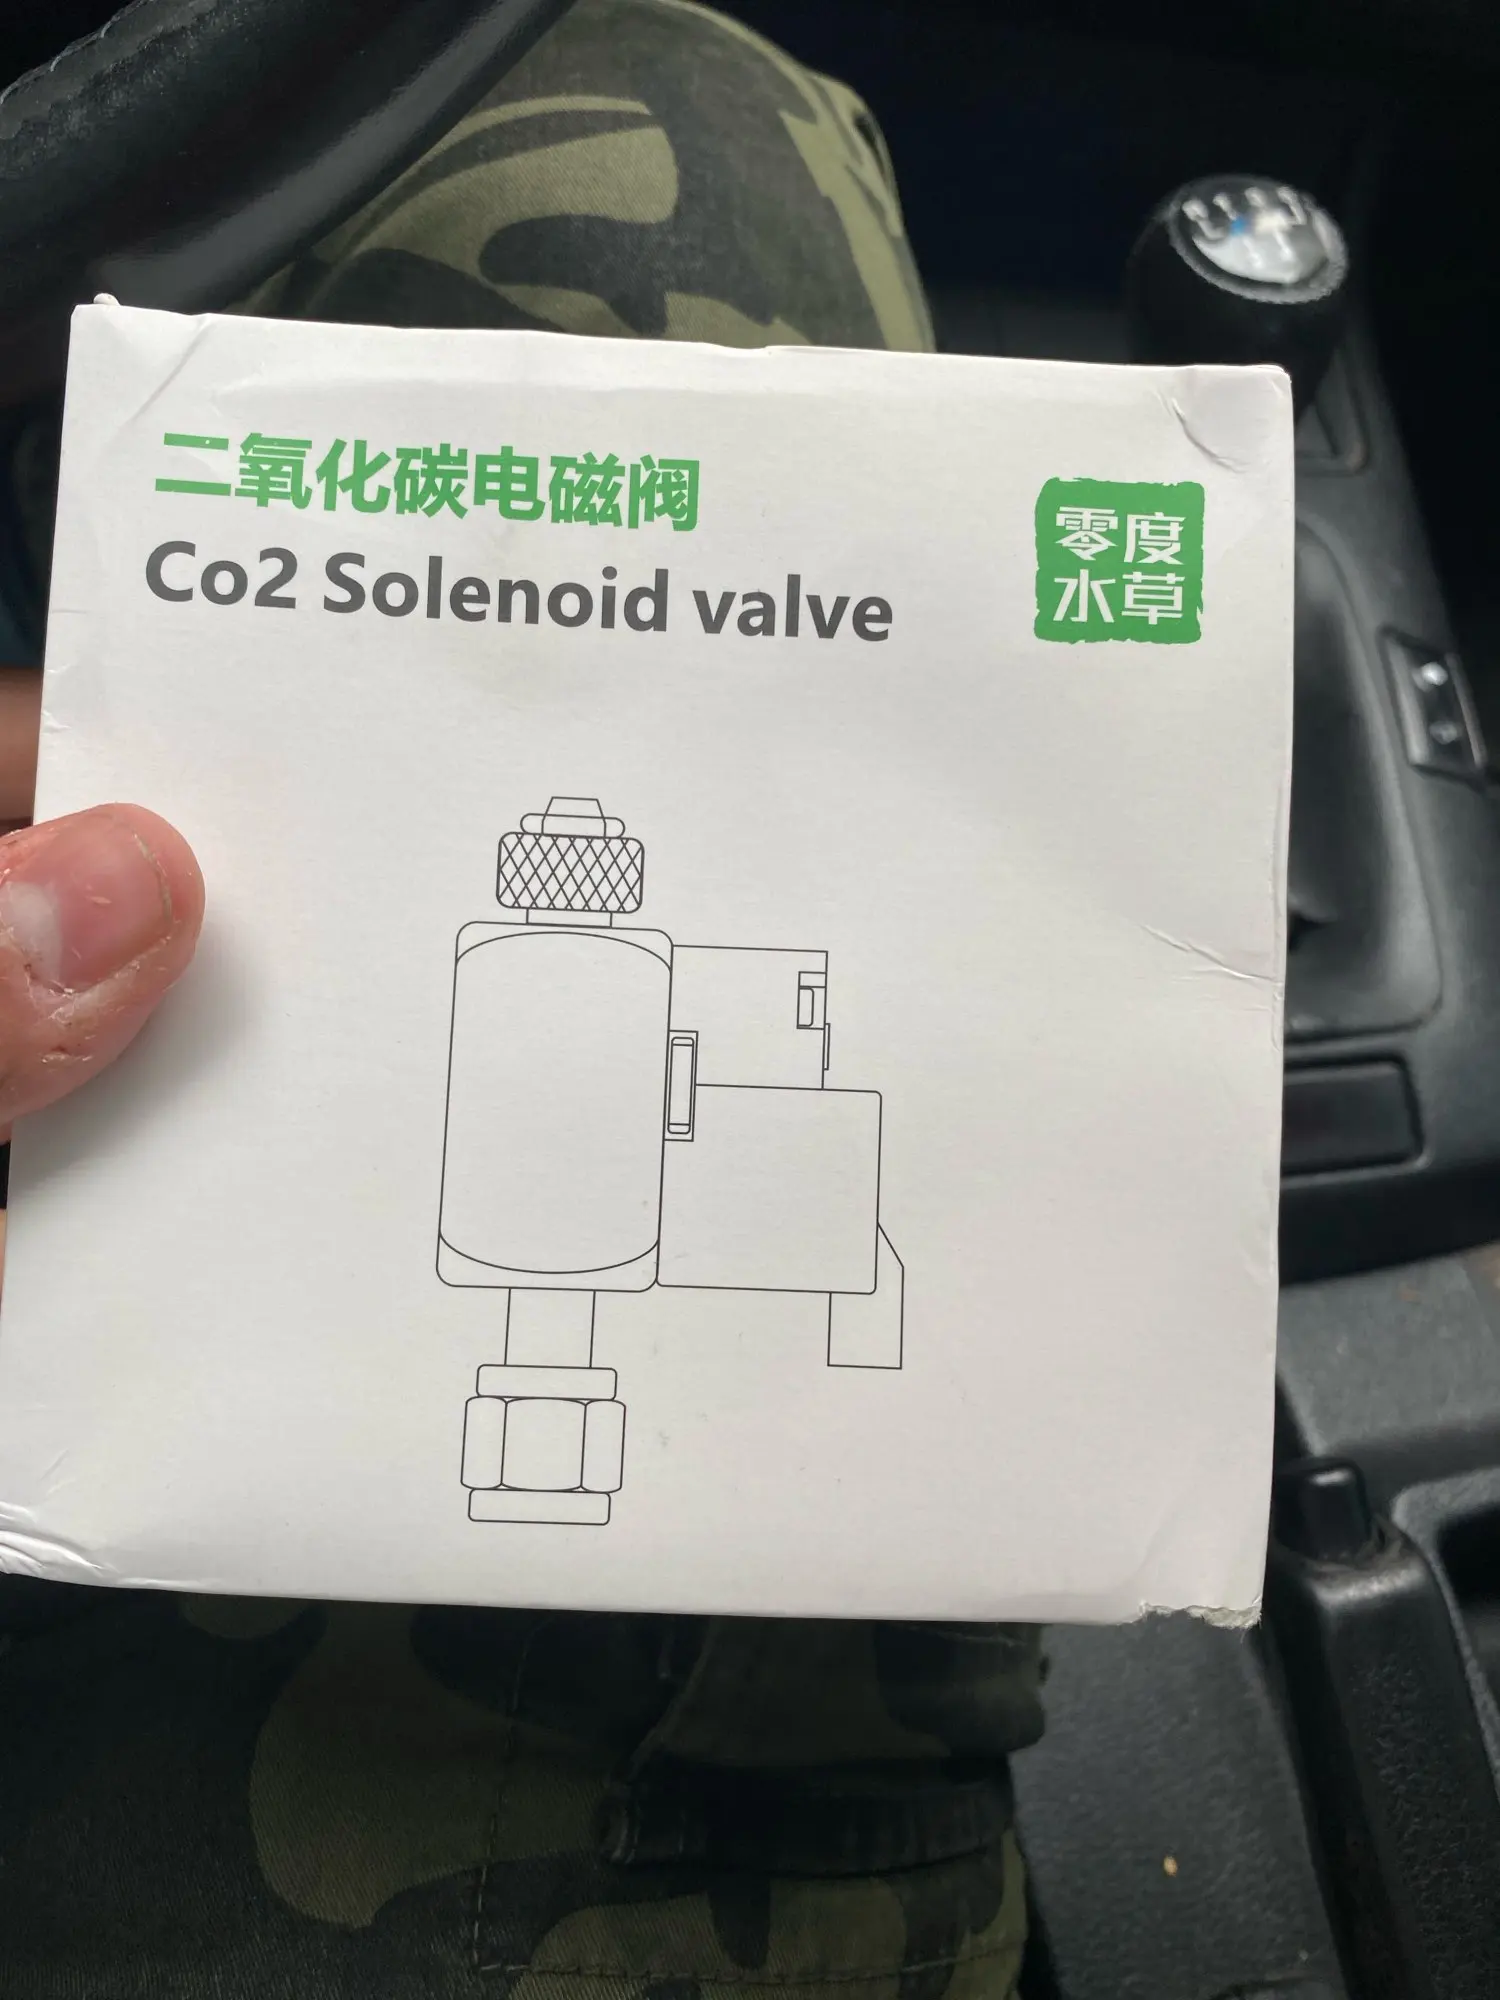 二氧化碳电磁阀
Co2 Solenoid valve
零度
水草